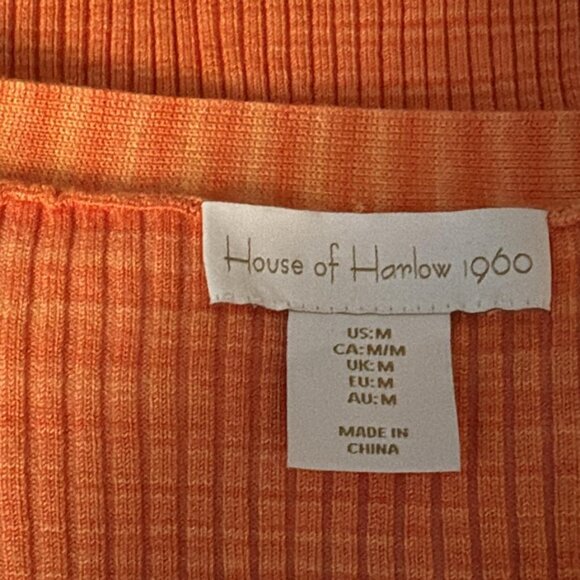 House of Harlow 1960
US:M
CA:M/M
UK:M
EU:M
AU:M
MADE IN
CHINA